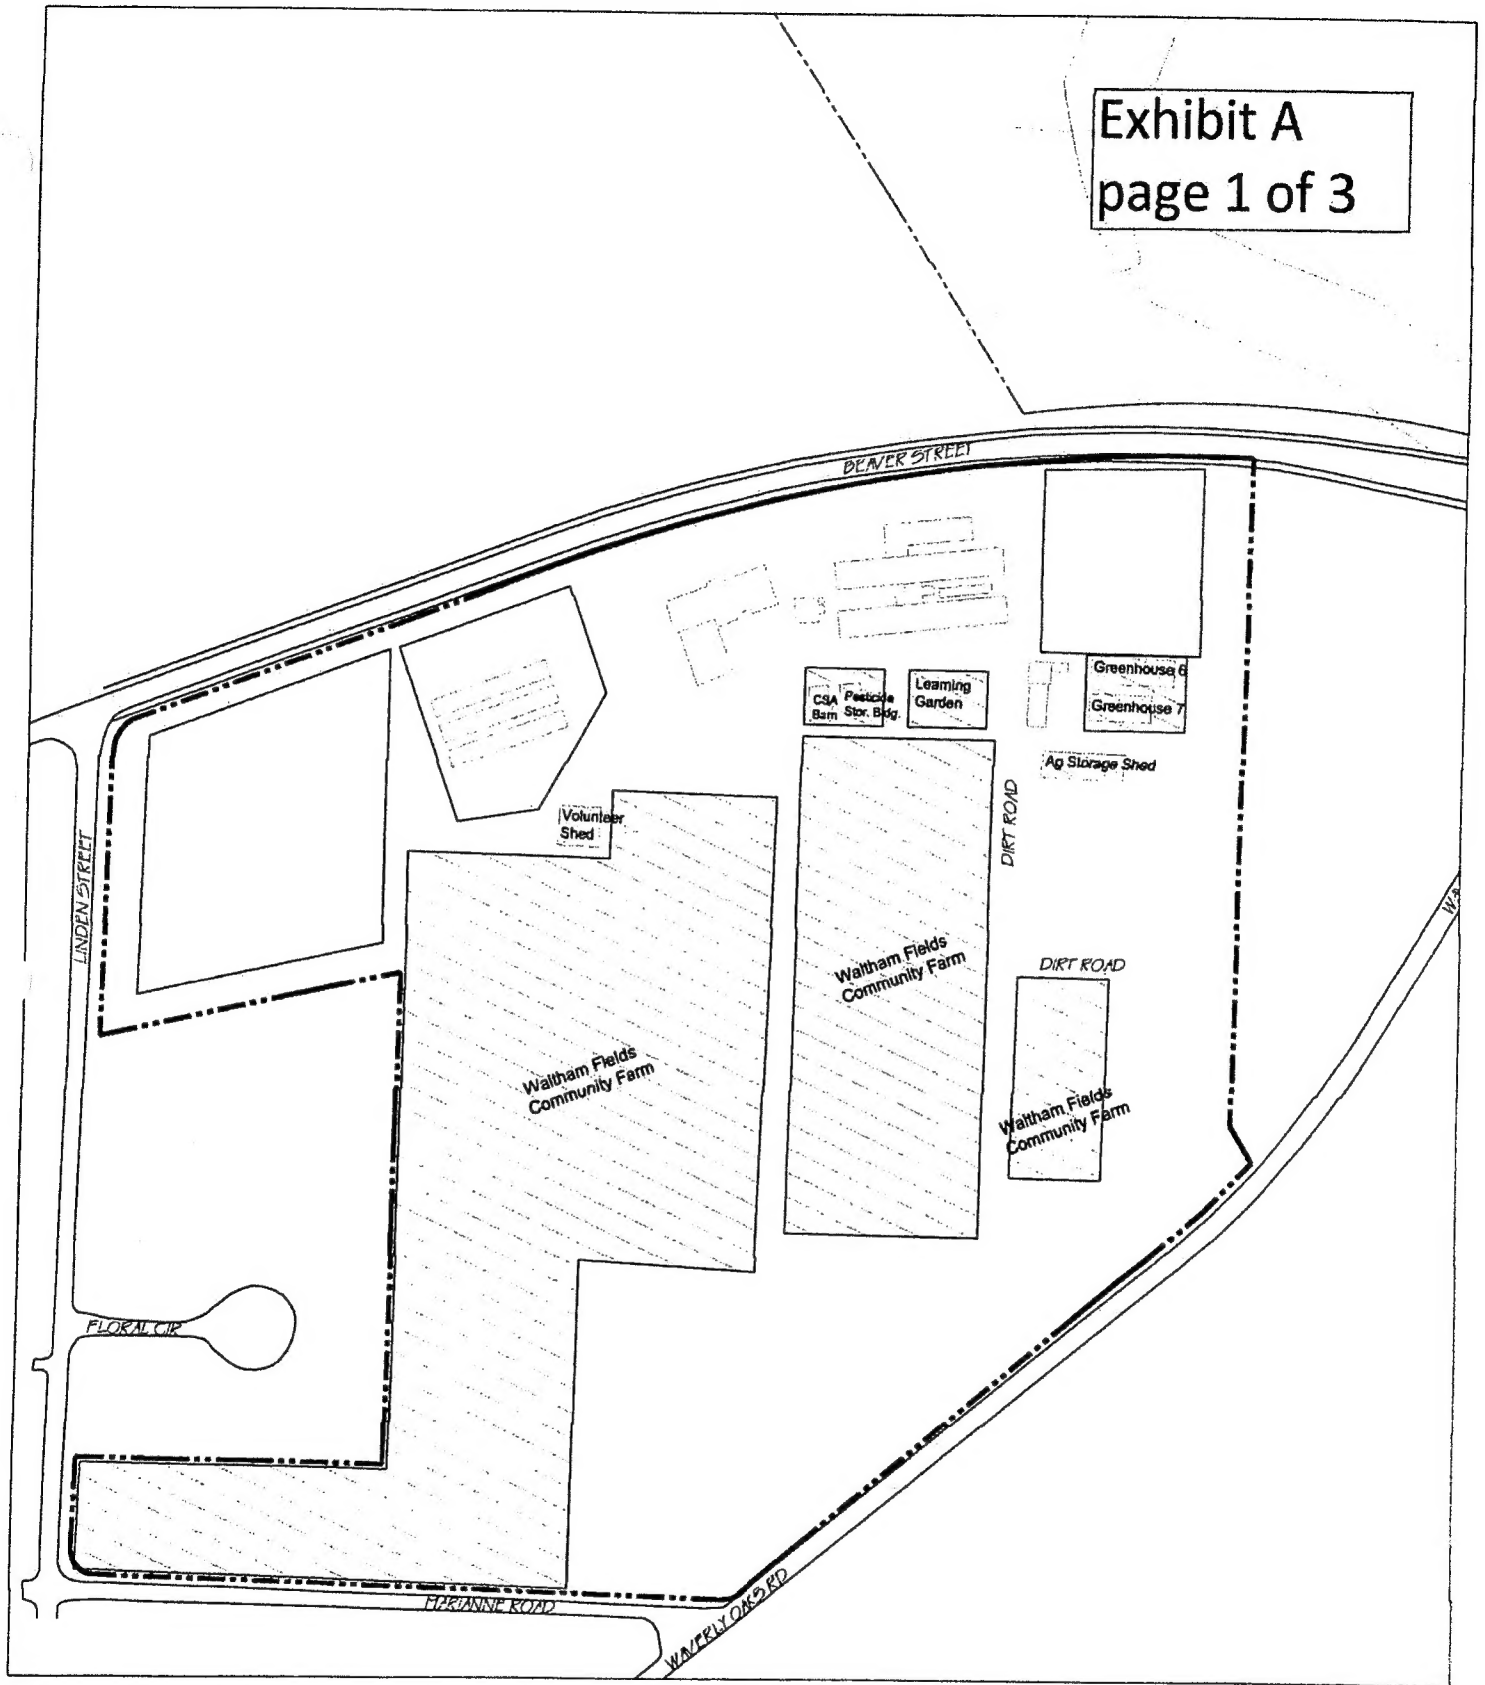 Exhibit A
page 1 of 3
BEAVER STREET
Greenhouse 6
Learning
Garden
CSA
Barn
Pesticide
Stor. Bldg.
Greenhouse 7
Ag Storage Shed
DIRT ROAD
Volunteer
Shed
LINDEN STREET
Waltham Fields
Community Farm
DIRT ROAD
Waltham Fields
Community Farm
Waltham Fields
Community Farm
FLORAL CIR
MARIANNE ROAD
WAVERLY OAKS RD